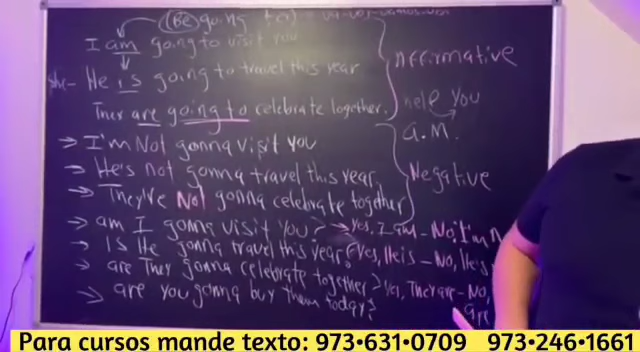 (Be) going
I am going to visit you
He is going to travel this year
They are going to celebrate together.
Affirmative
help you
a.m.
→ I'm Not gonna visit you
→ He's not gonna travel this year.
→ They're Not gonna celebrate together
Negative
→ am I gonna visit you? → yes, I am - No, I'm n
→ Is He gonna travel this year? Yes, He is - No, He's
→ are They gonna celebrate together? yes, They are - No,
are
→ are you gonna buy them today?
Para cursos mande texto: 973•631•0709 973•246•1661